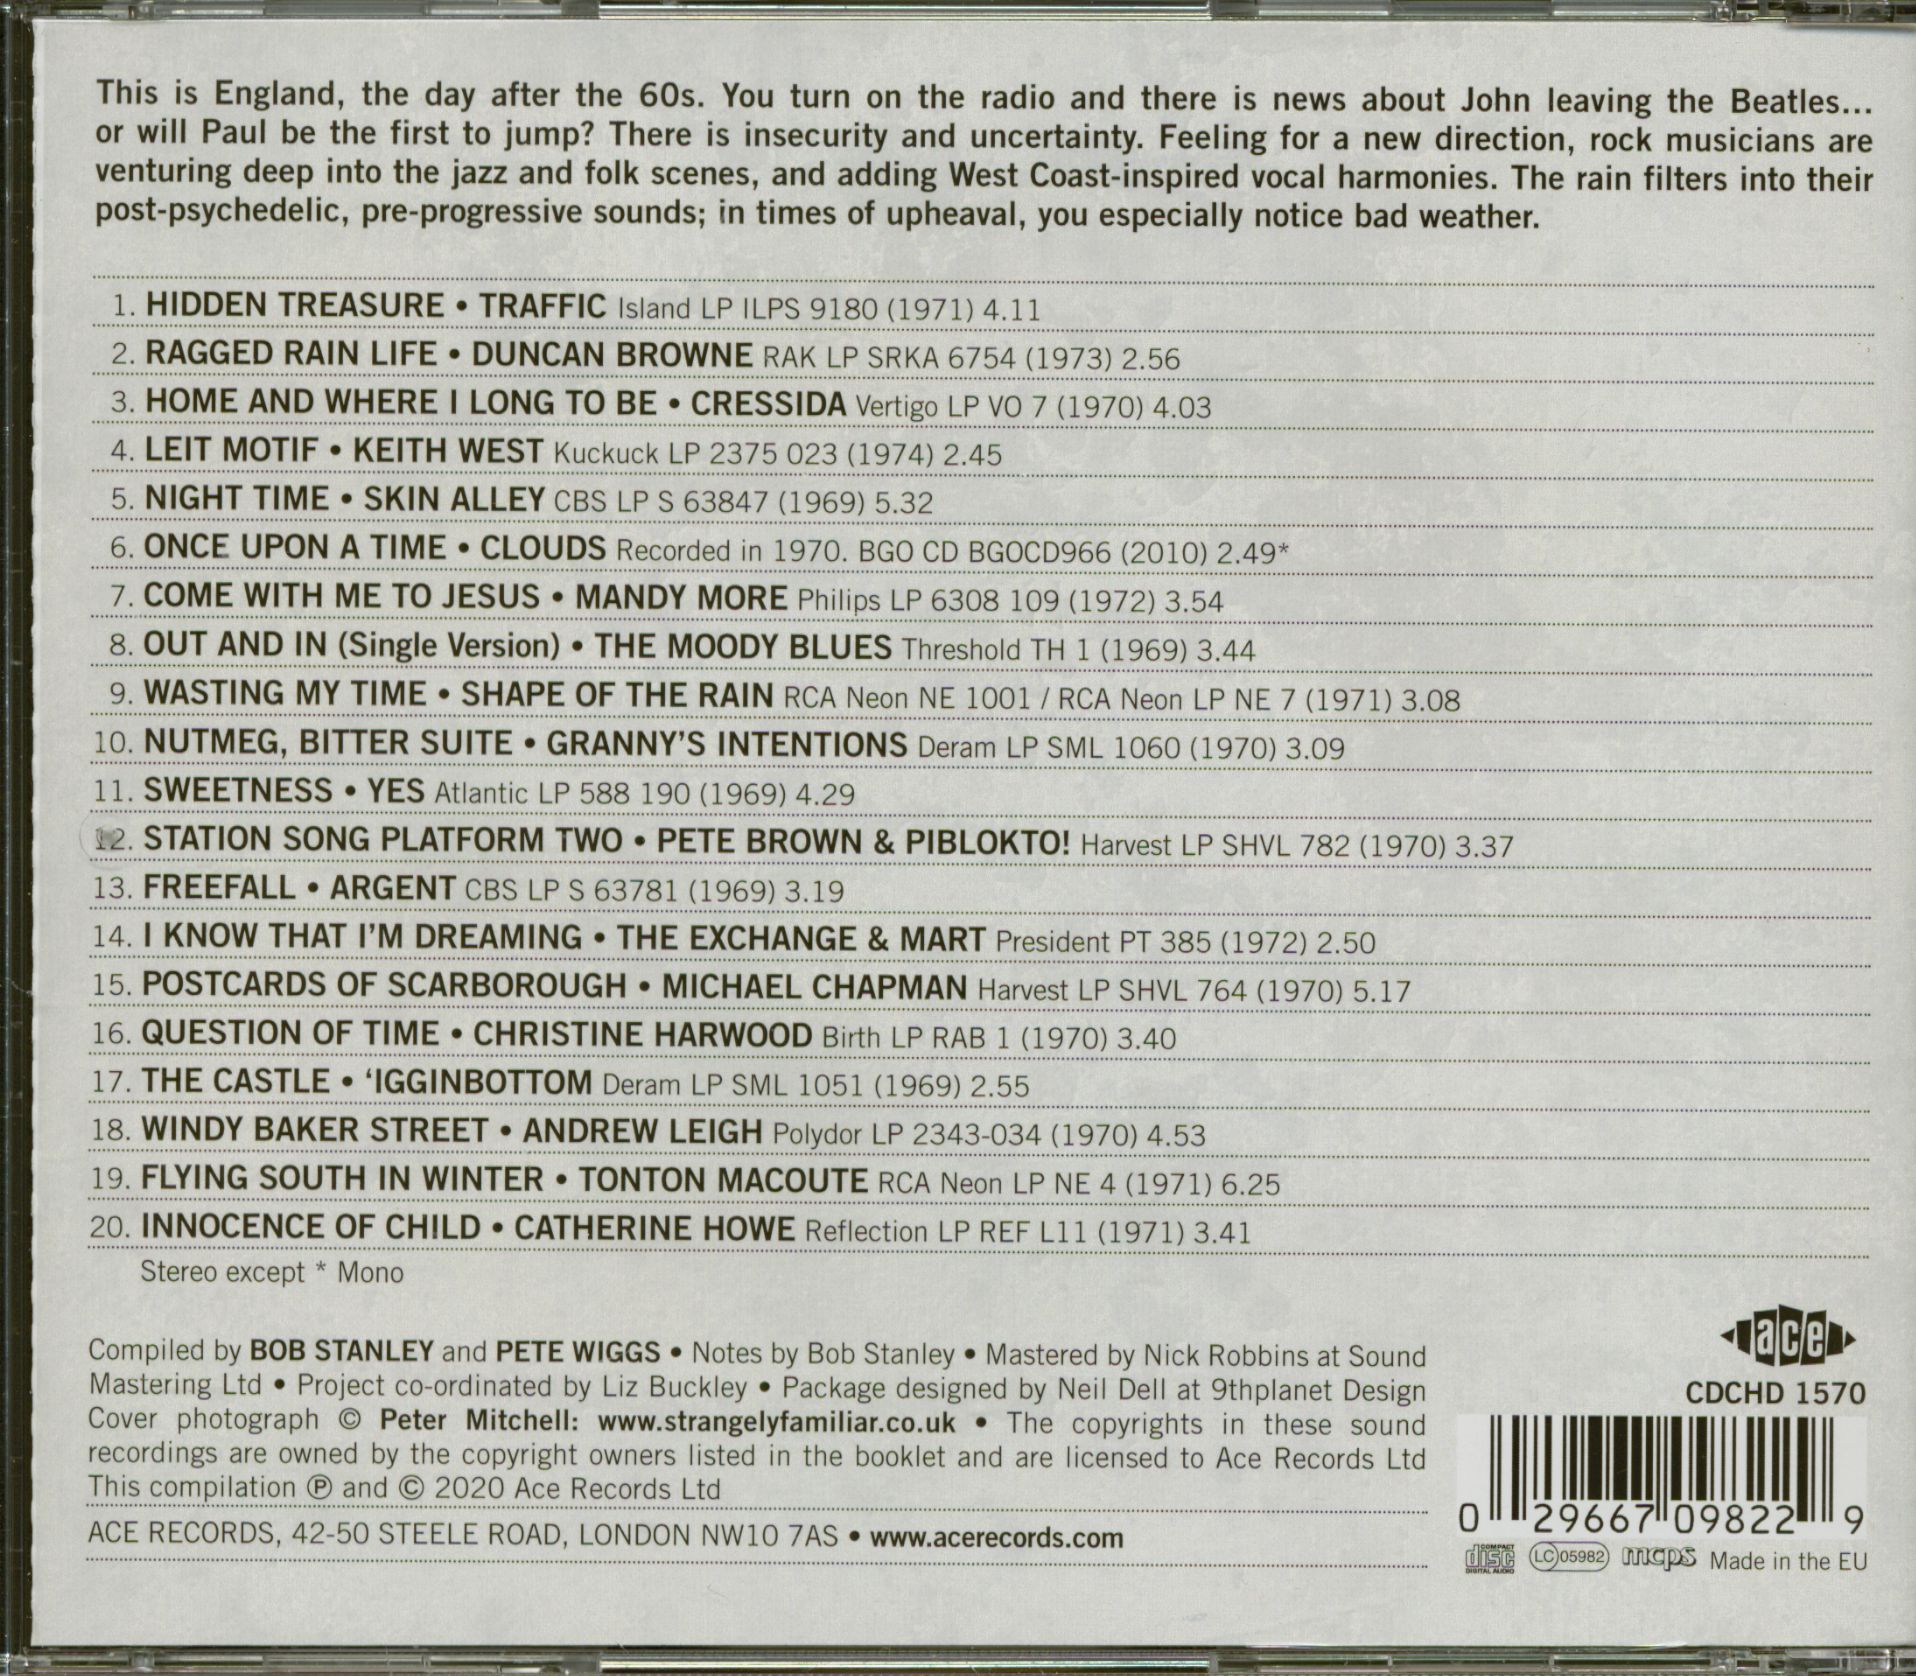 This is England, the day after the 60s. You turn on the radio and there is news about John leaving the Beatles...
or will Paul be the first to jump? There is insecurity and uncertainty. Feeling for a new direction, rock musicians are
venturing deep into the jazz and folk scenes, and adding West Coast-inspired vocal harmonies. The rain filters into their
post-psychedelic, pre-progressive sounds; in times of upheaval, you especially notice bad weather.
1. HIDDEN TREASURE • TRAFFIC Island LP ILPS 9180 (1971) 4.11
2. RAGGED RAIN LIFE • DUNCAN BROWNE RAK LP SRKA 6754 (1973) 2.56
3. HOME AND WHERE I LONG TO BE • CRESSIDA Vertigo LP VO 7 (1970) 4.03
4. LEIT MOTIF • KEITH WEST Kuckuck LP 2375 023 (1974) 2.45
5. NIGHT TIME • SKIN ALLEY CBS LP S 63847 (1969) 5.32
6. ONCE UPON A TIME • CLOUDS Recorded in 1970. BGO CD BGOCD966 (2010) 2.49*
7. COME WITH ME TO JESUS • MANDY MORE Philips LP 6308 109 (1972) 3.54
8. OUT AND IN (Single Version) • THE MOODY BLUES Threshold TH 1 (1969) 3.44
9. WASTING MY TIME • SHAPE OF THE RAIN RCA Neon NE 1001 / RCA Neon LP NE 7 (1971) 3.08
10. NUTMEG, BITTER SUITE • GRANNY'S INTENTIONS Deram LP SML 1060 (1970) 3.09
11. SWEETNESS • YES Atlantic LP 588 190 (1969) 4.29
12. STATION SONG PLATFORM TWO • PETE BROWN & PIBLOKTO! Harvest LP SHVL 782 (1970) 3.37
13. FREEFALL • ARGENT CBS LP S 63781 (1969) 3.19
14. I KNOW THAT I'M DREAMING • THE EXCHANGE & MART President PT 385 (1972) 2.50
15. POSTCARDS OF SCARBOROUGH • MICHAEL CHAPMAN Harvest LP SHVL 764 (1970) 5.17
16. QUESTION OF TIME • CHRISTINE HARWOOD Birth LP RAB 1 (1970) 3.40
17. THE CASTLE • 'IGGINBOTTOM Deram LP SML 1051 (1969) 2.55
18. WINDY BAKER STREET • ANDREW LEIGH Polydor LP 2343-034 (1970) 4.53
19. FLYING SOUTH IN WINTER • TONTON MACOUTE RCA Neon LP NE 4 (1971) 6.25
20. INNOCENCE OF CHILD • CATHERINE HOWE Reflection LP REF L11 (1971) 3.41
Stereo except * Mono
Compiled by BOB STANLEY and PETE WIGGS • Notes by Bob Stanley • Mastered by Nick Robbins at Sound
Mastering Ltd • Project co-ordinated by Liz Buckley • Package designed by Neil Dell at 9thplanet Design
Cover photograph © Peter Mitchell: www.strangelyfamiliar.co.uk • The copyrights in these sound
recordings are owned by the copyright owners listed in the booklet and are licensed to Ace Records Ltd
This compilation ℗ and © 2020 Ace Records Ltd
ACE RECORDS, 42-50 STEELE ROAD, LONDON NW10 7AS • www.acerecords.com
ace
CDCHD 1570
0 29667 09822 9
COMPACT disc DIGITAL AUDIO LC 05982 mcps Made in the EU